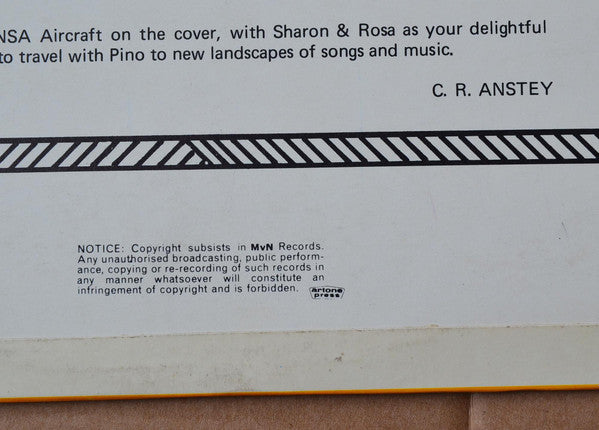 NSA Aircraft on the cover, with Sharon & Rosa as your delightful
to travel with Pino to new landscapes of songs and music.
C. R. ANSTEY
NOTICE: Copyright subsists in MvN Records.
Any unauthorised broadcasting, public perform-
ance, copying or re-recording of such records in
any manner whatsoever will constitute an
infringement of copyright and is forbidden.
artone
press